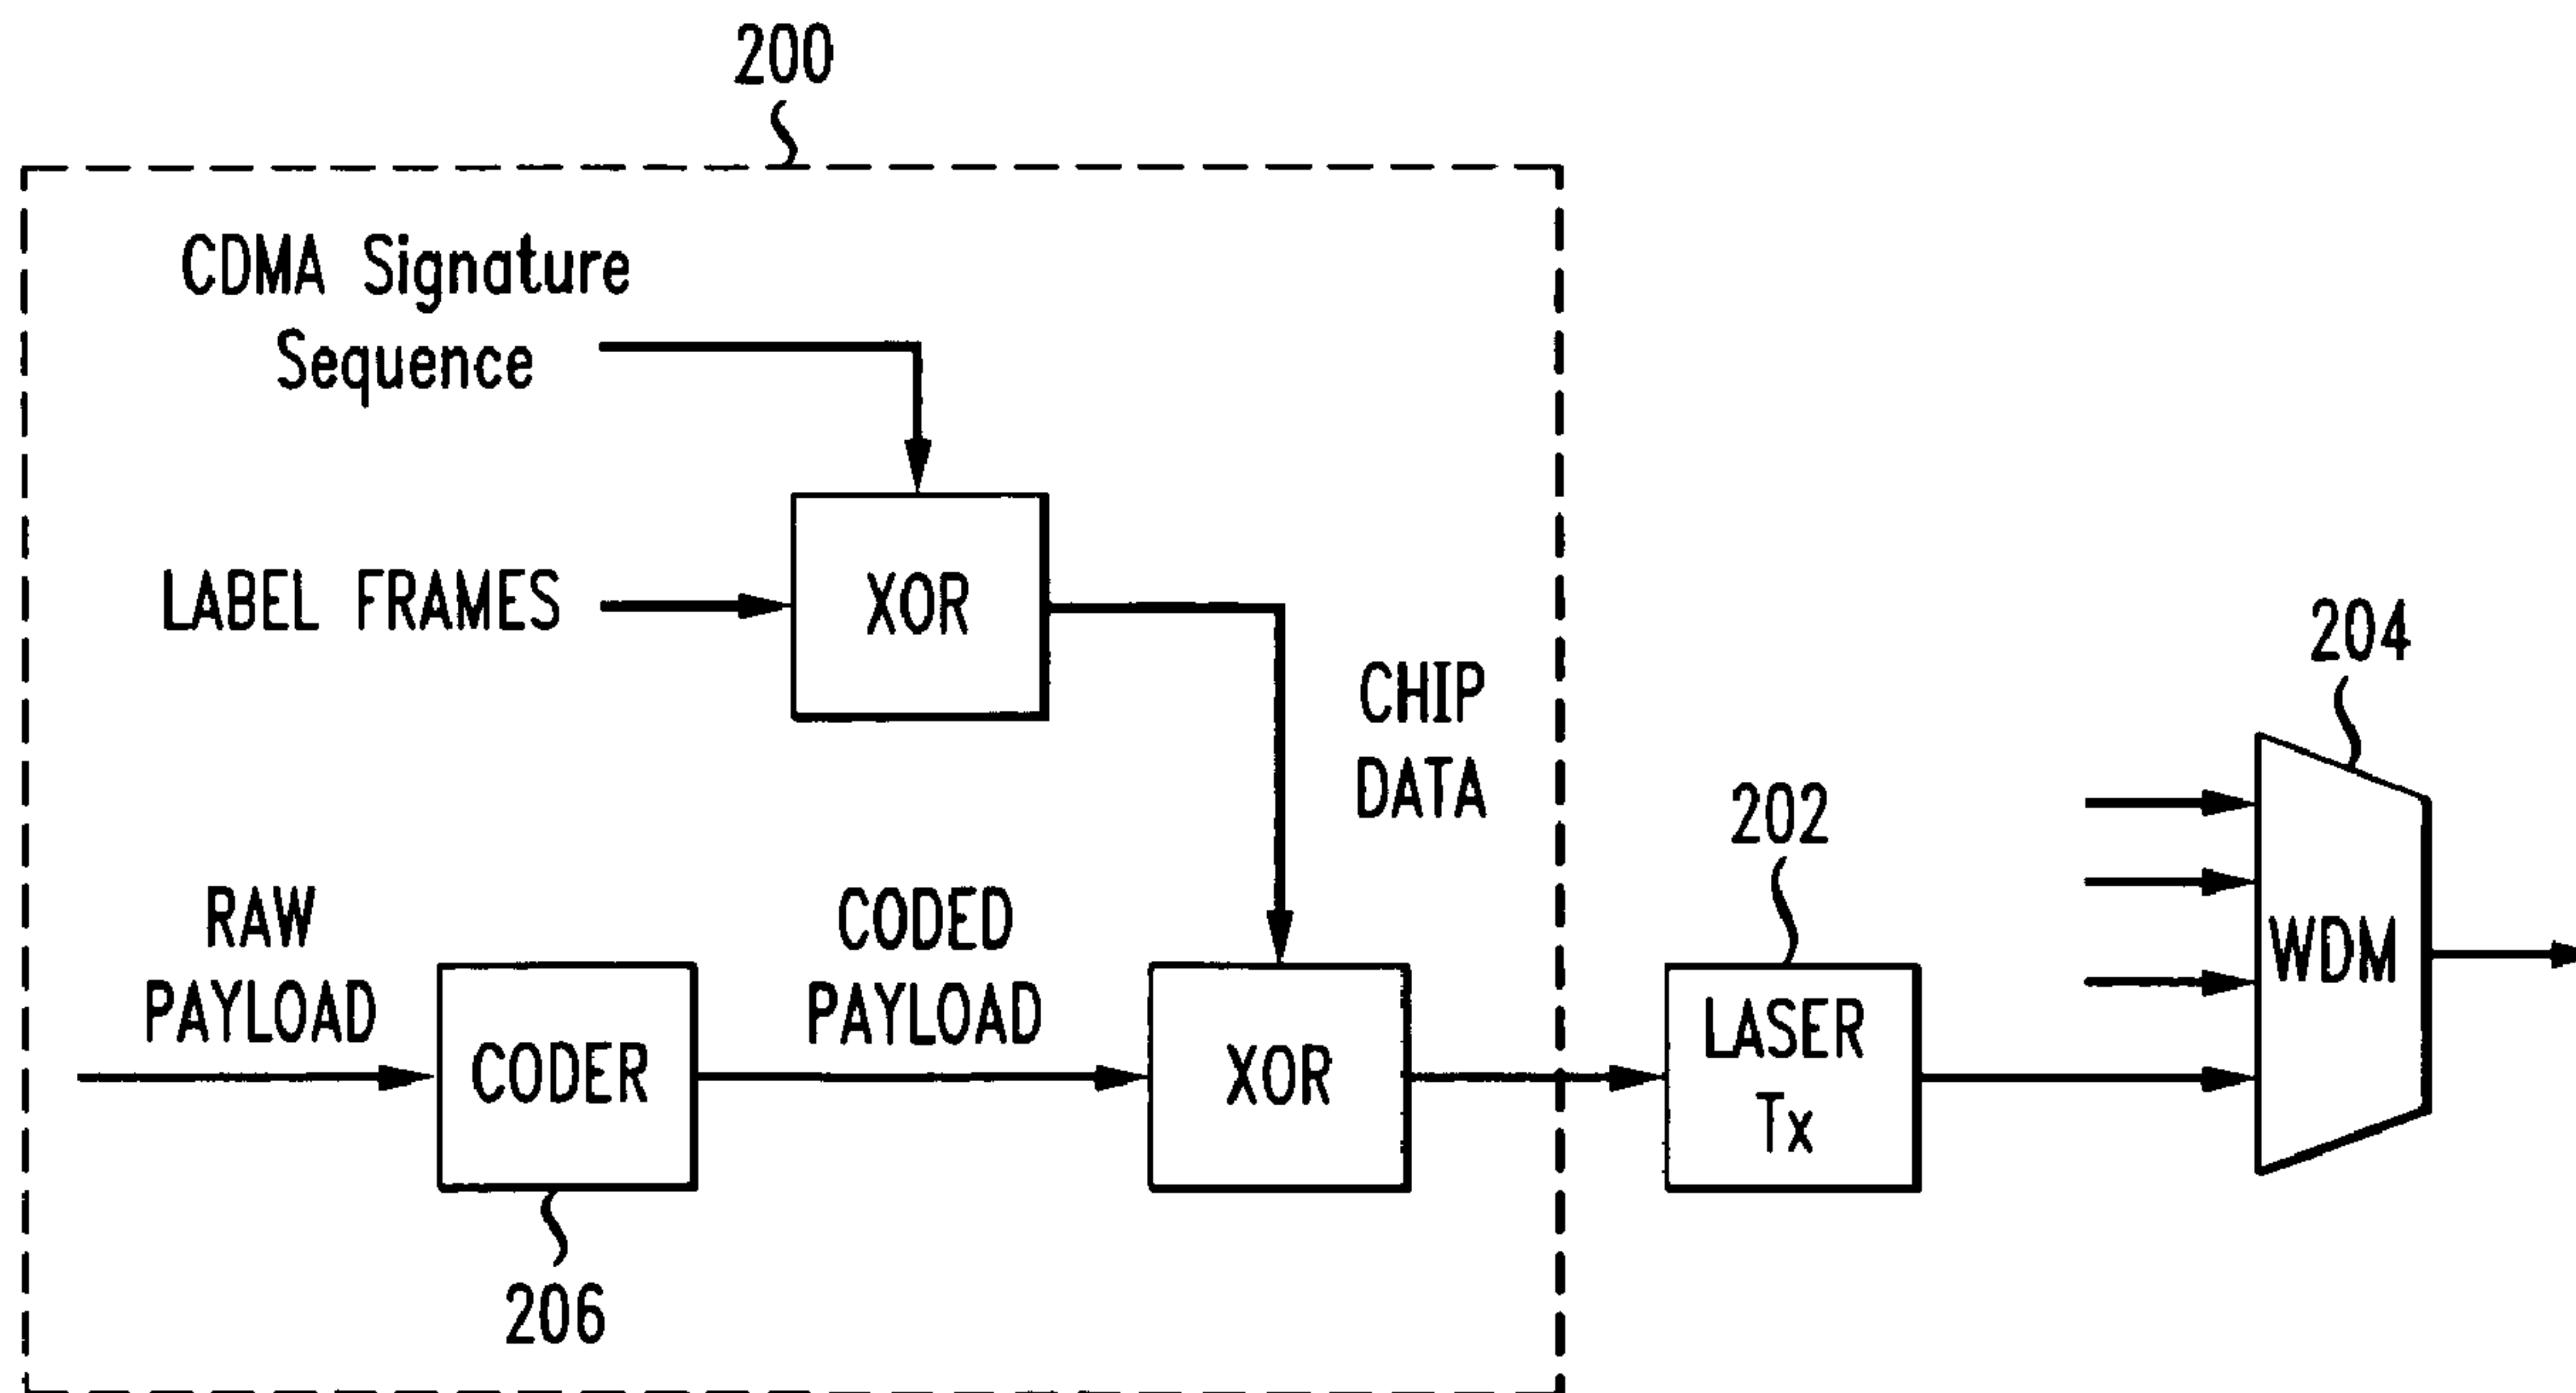 200
CDMA Signature
Sequence
LABEL FRAMES
XOR
CHIP
DATA
204
202
WDM
RAW
PAYLOAD
CODER
CODED
PAYLOAD
XOR
LASER
Tx
206